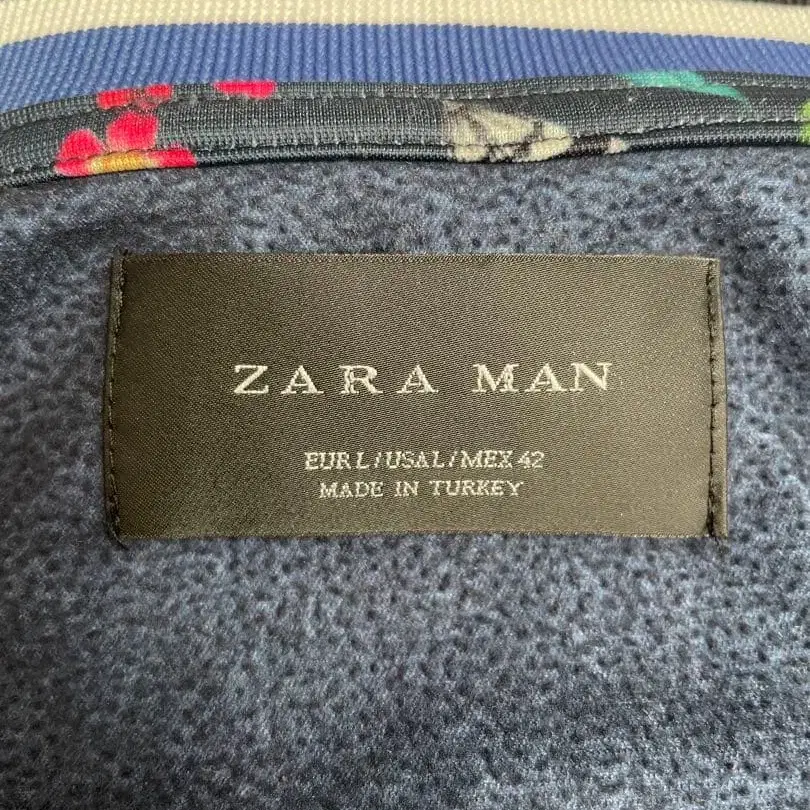 ZARA MAN
EUR L / USA L / MEX 42
MADE IN TURKEY